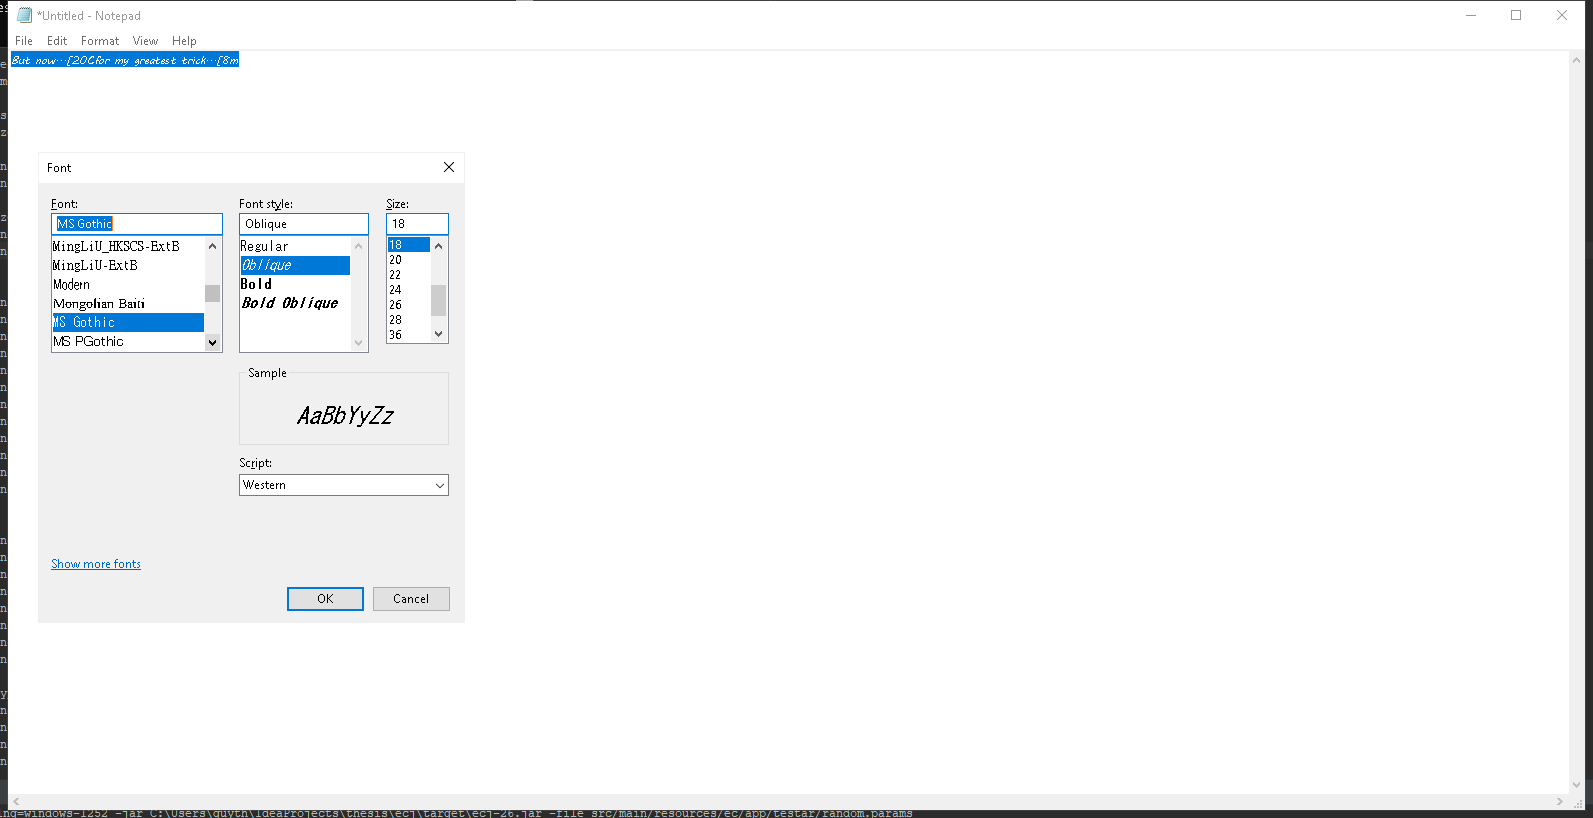 *Untitled - Notepad
File Edit Format View Help
But now...[20Cfor my greatest trick...[8m
Font
Font: Font style: Size:
MS Gothic Oblique 18
MingLiU_HKSCS-ExtB Regular 18
MingLiU-ExtB Oblique 20
Modern Bold 22
Mongolian Baiti Bold Oblique 24
MS Gothic 26
MS PGothic 28
36
Sample
AaBbYyZz
Script:
Western
Show more fonts
OK Cancel
ing=windows-1252 -jar C:\Users\guyth\IdeaProjects\thesis\ecj\target\ecj-26.jar -file src/main/resources/ec/app/testar/random.params